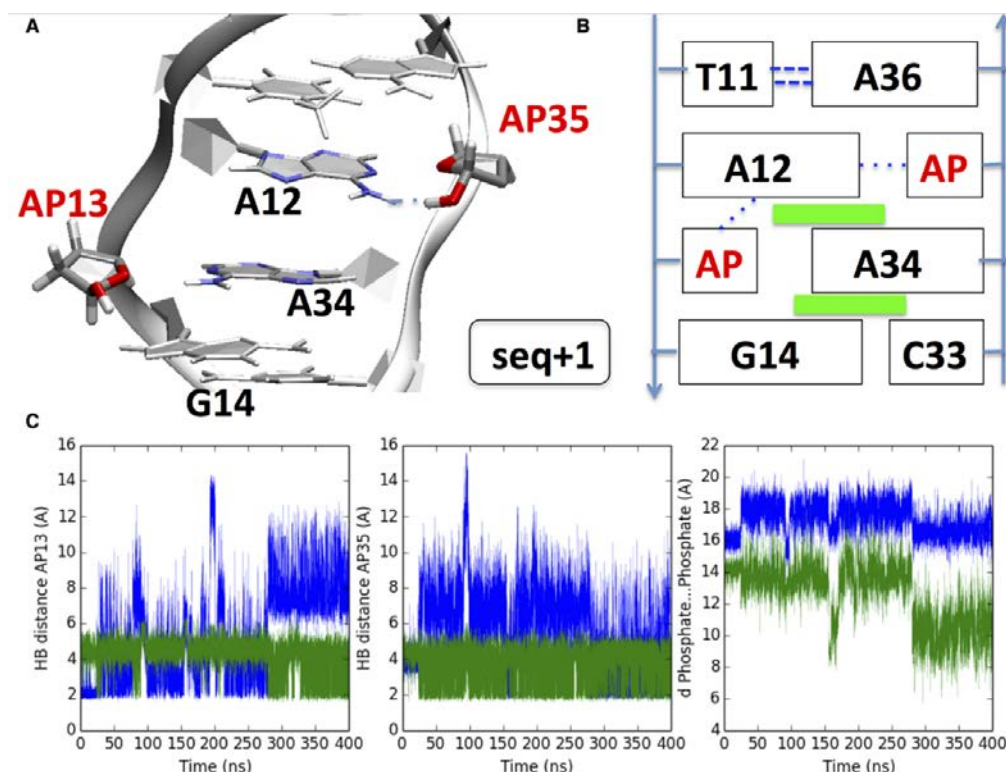 A
B
AP35
AP13
A12
A34
G14
seq+1
T11
A36
A12
AP
AP
A34
G14
C33
C
HB distance AP13 (A)
16
14
12
10
8
6
4
2
0
0 50 100 150 200 250 300 350 400
Time (ns)
HB distance AP35 (A)
16
14
12
10
8
6
4
2
0
0 50 100 150 200 250 300 350 400
Time (ns)
d Phosphate...Phosphate (A)
22
20
18
16
14
12
10
8
6
4
0 50 100 150 200 250 300 350 400
Time (ns)